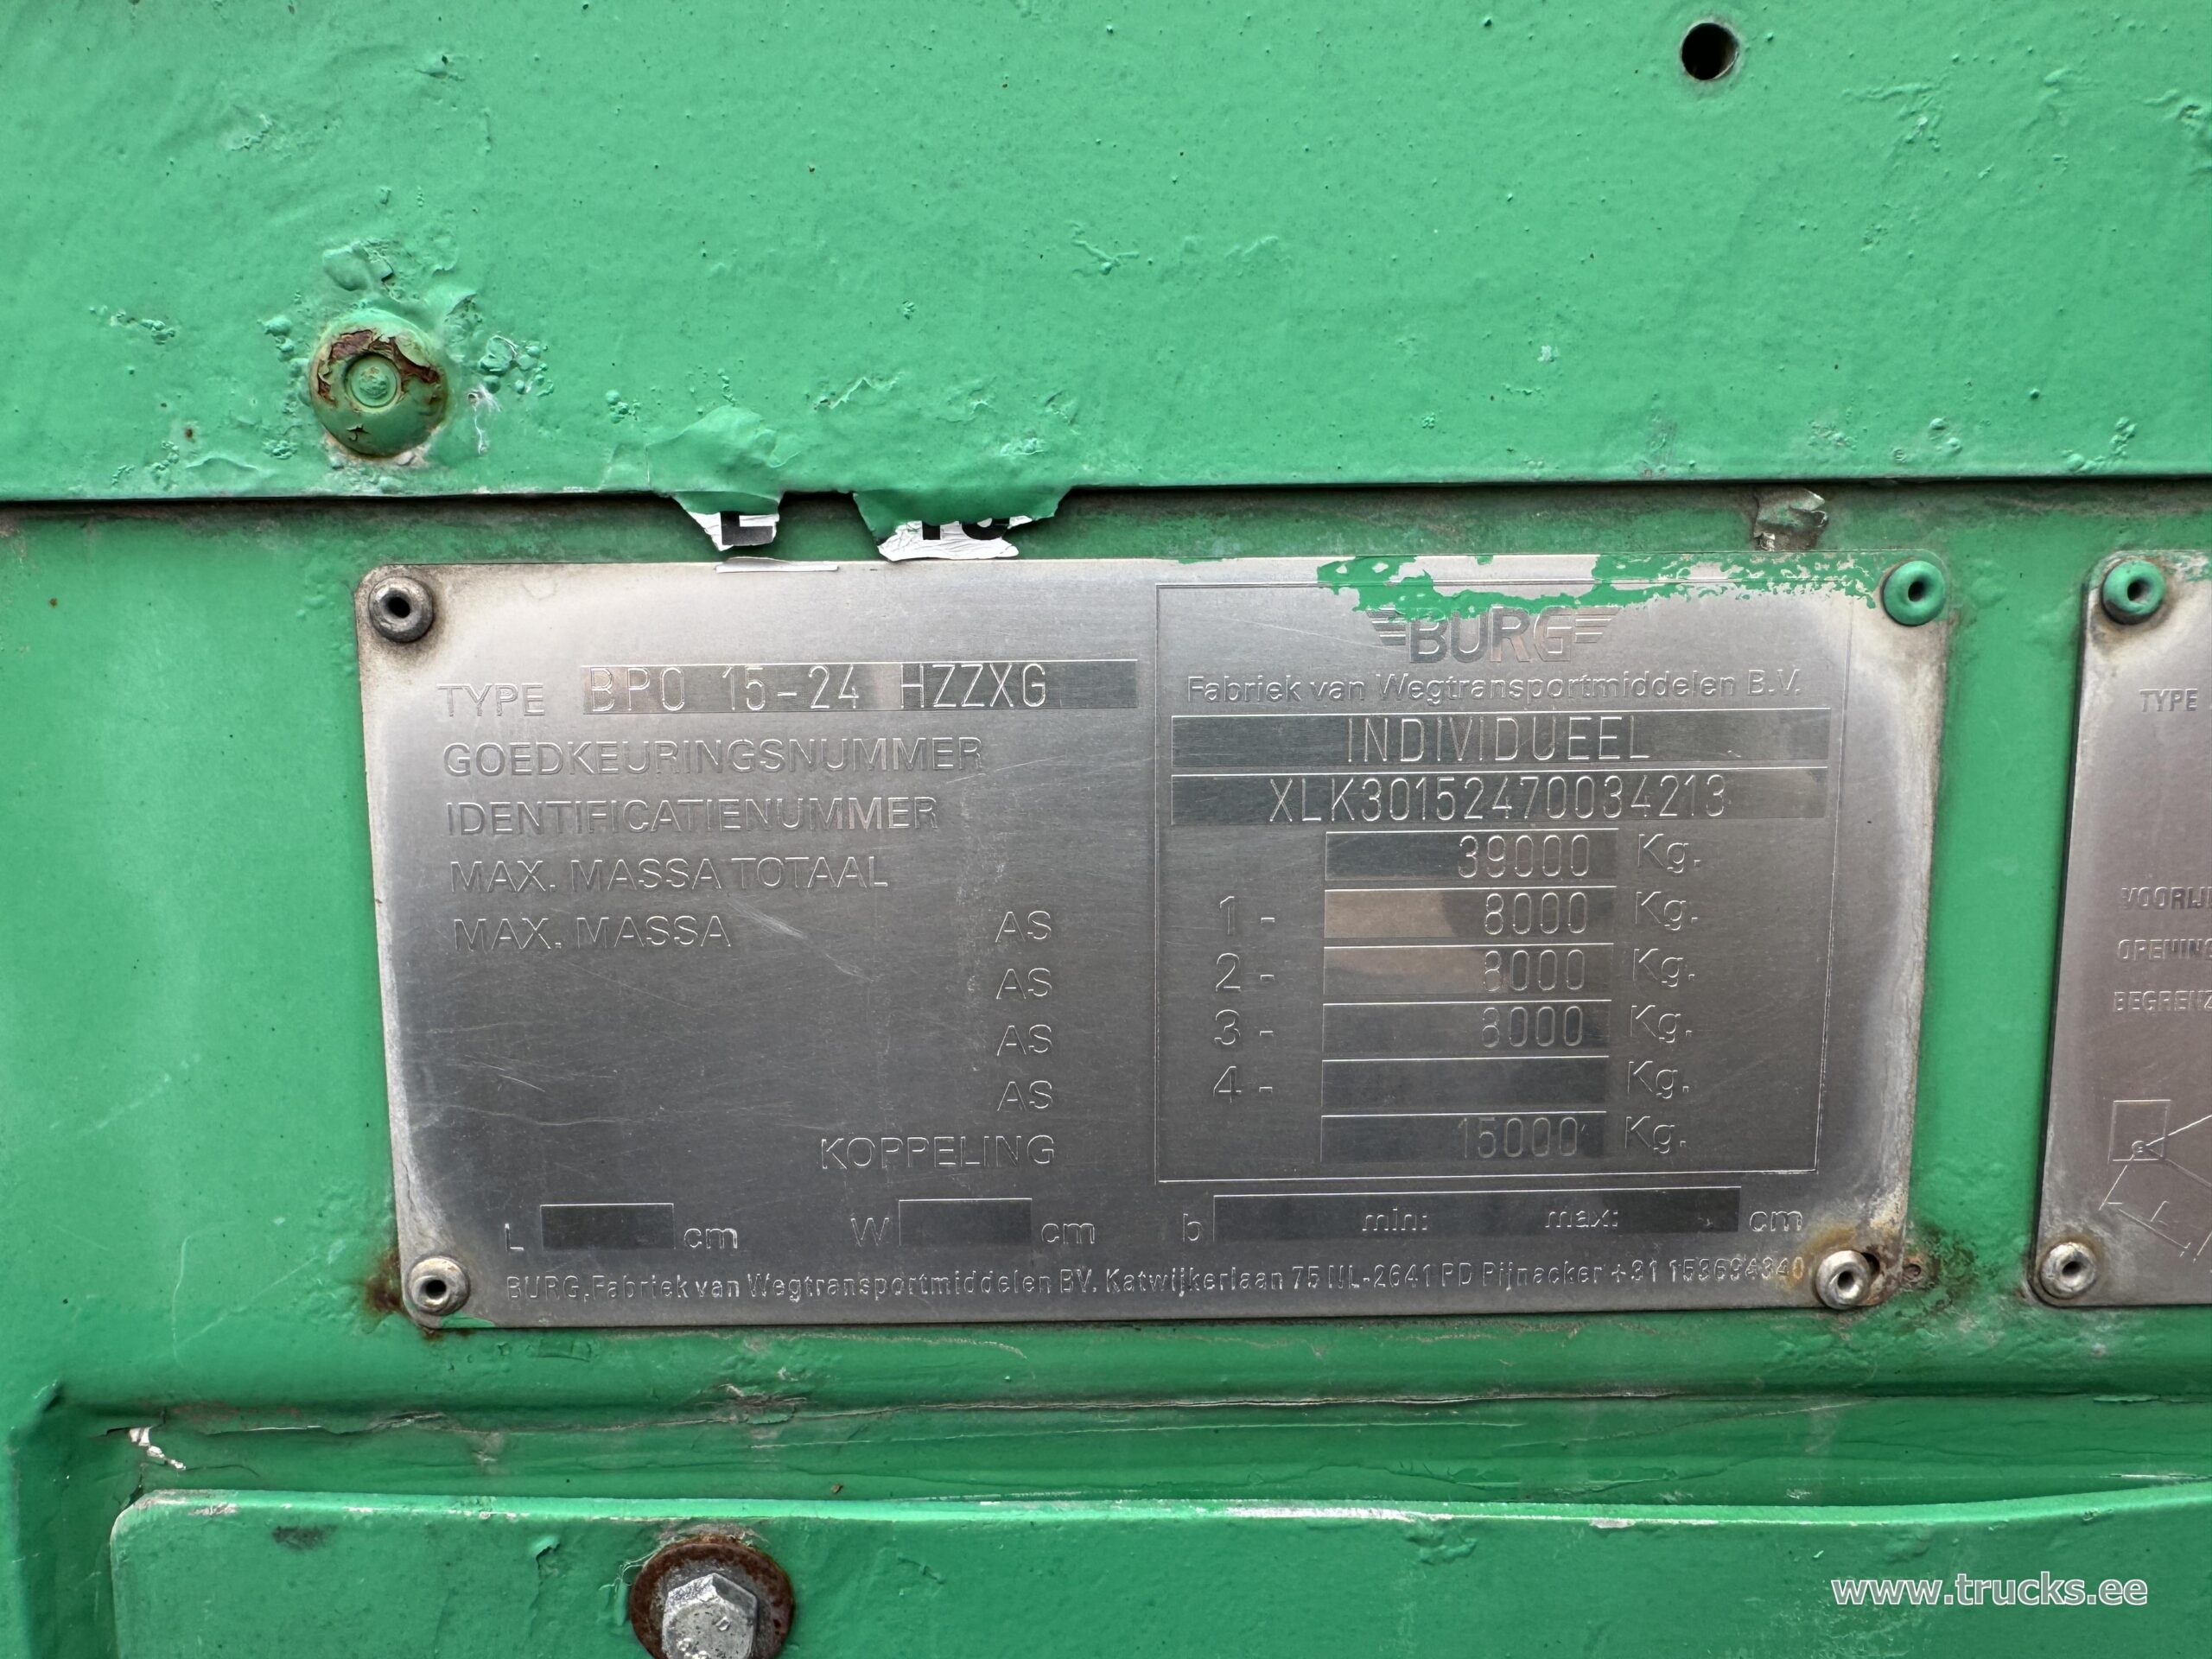 BURG
TYPE BPO 15-24 HZZXG
Fabriek van Wegtransportmiddelen B.V.
GOEDKEURINGSNUMMER INDIVIDUEEL
IDENTIFICATIENUMMER XLK30152470034213
MAX. MASSA TOTAAL 39000 Kg.
MAX. MASSA AS 1- 8000 Kg.
AS 2- 8000 Kg.
AS 3- 8000 Kg.
AS 4- Kg.
KOPPELING 15000 Kg.
L cm W cm b min: max: cm
BURG, Fabriek van Wegtransportmiddelen BV. Katwijkerlaan 75 NL-2641 PD Pijnacker +31 153694340
TYPE
www.trucks.ee